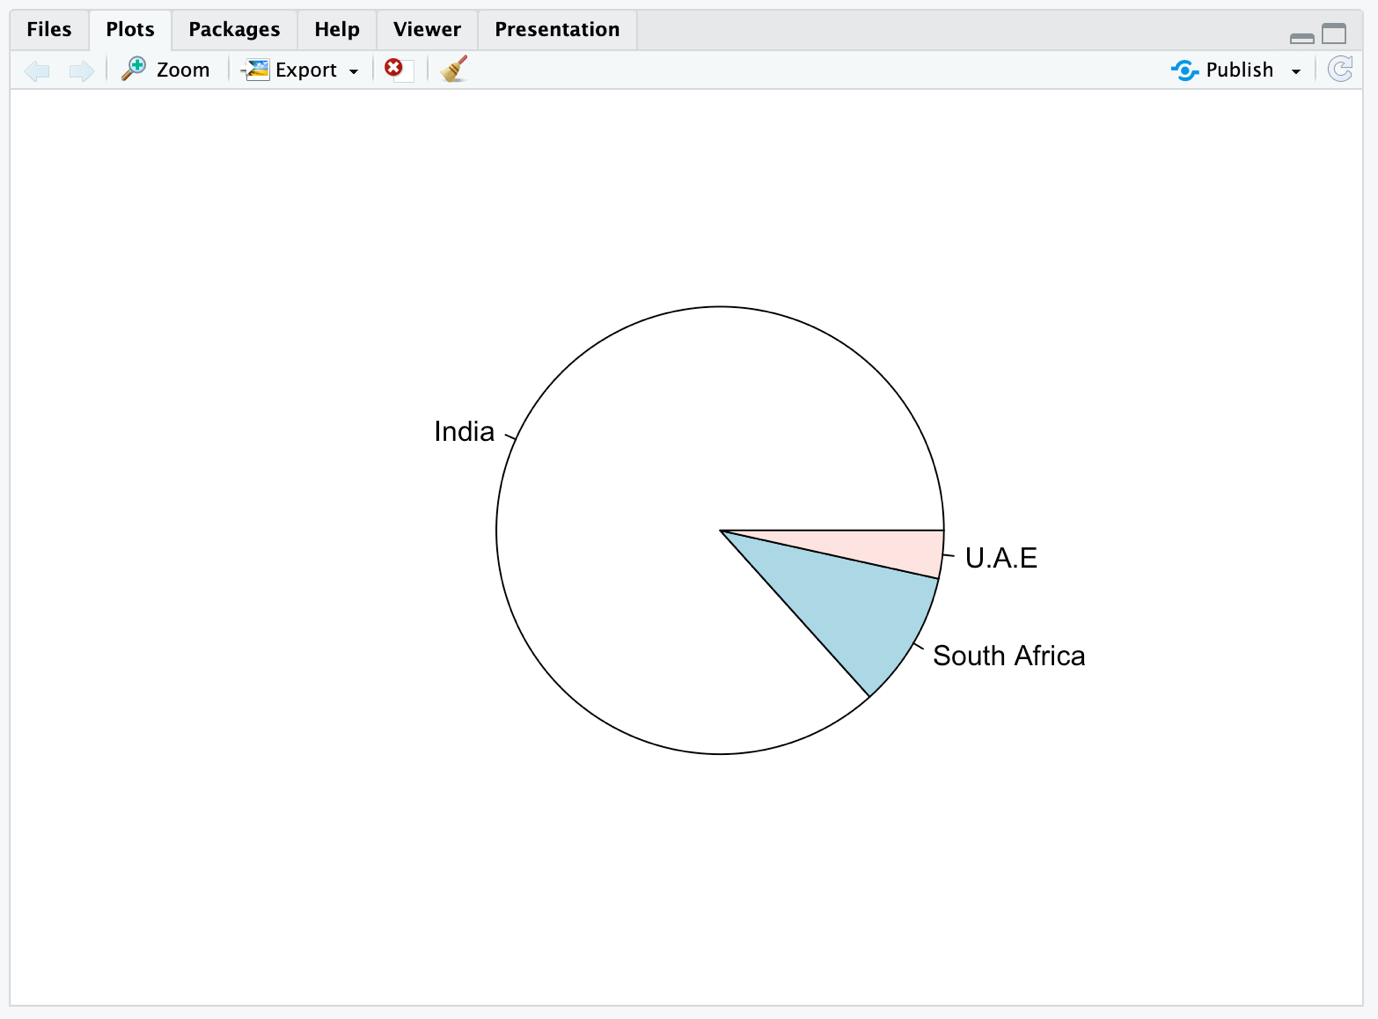 Files Plots Packages Help Viewer Presentation
Zoom Export Publish
India
U.A.E
South Africa